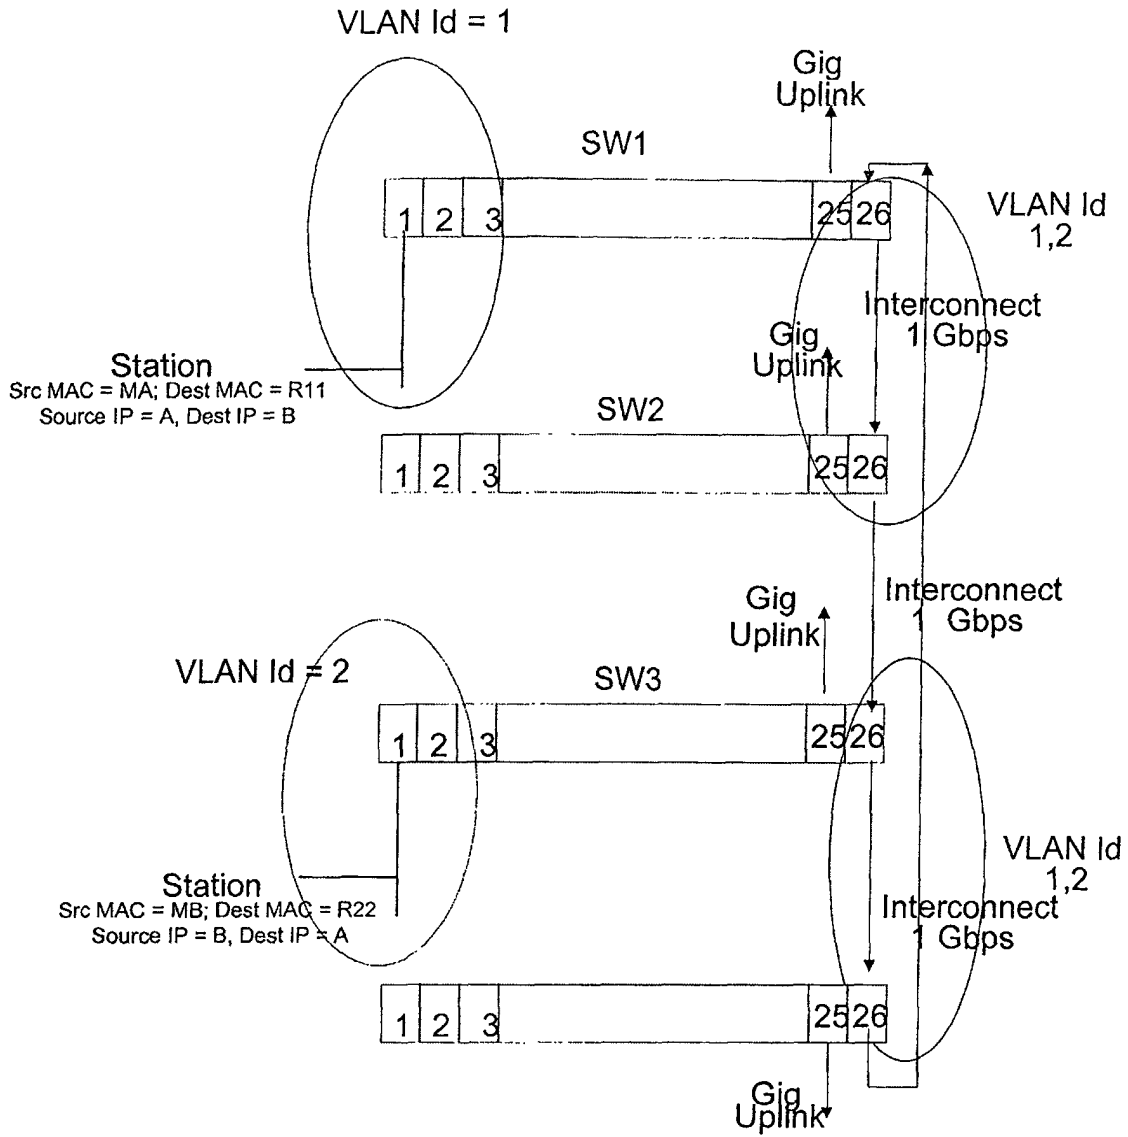 VLAN Id = 1
Gig
Uplink
SW1
1 2 3 25 26
VLAN Id
1,2
Interconnect
1 Gbps
Gig
Uplink
Station
Src MAC = MA; Dest MAC = R11
Source IP = A, Dest IP = B
SW2
1 2 3 25 26
Interconnect
1 Gbps
Gig
Uplink
VLAN Id = 2
SW3
1 2 3 25 26
VLAN Id
1,2
Station
Src MAC = MB; Dest MAC = R22
Source IP = B, Dest IP = A
Interconnect
1 Gbps
1 2 3 25 26
Gig
Uplink